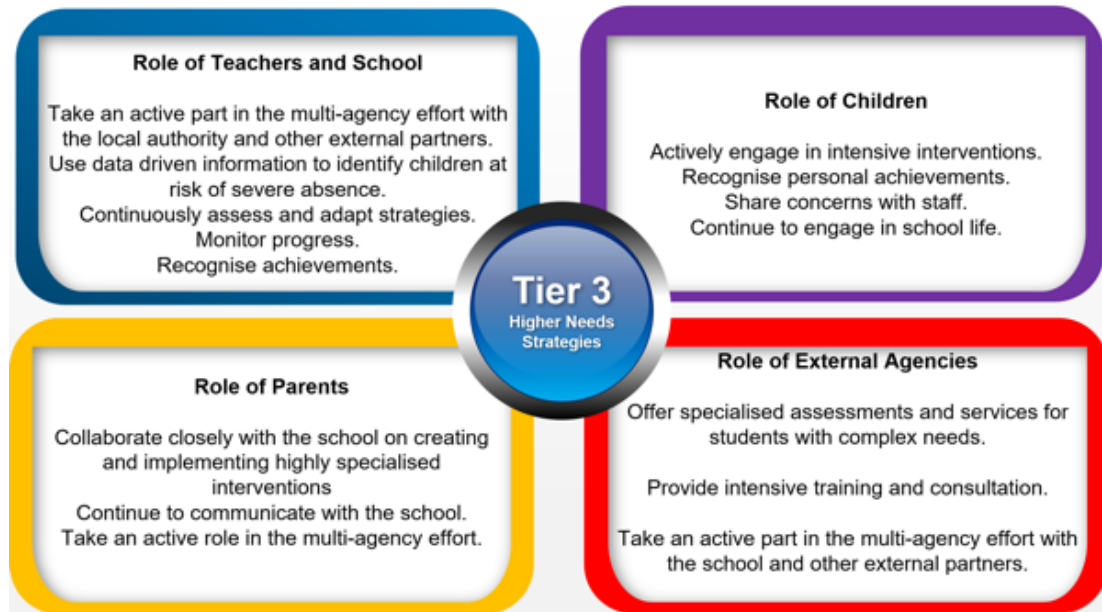 Role of Teachers and School
Take an active part in the multi-agency effort with
the local authority and other external partners.
Use data driven information to identify children at
risk of severe absence.
Continuously assess and adapt strategies.
Monitor progress.
Recognise achievements.
Role of Children
Actively engage in intensive interventions.
Recognise personal achievements.
Share concerns with staff.
Continue to engage in school life.
Tier 3
Higher Needs
Strategies
Role of Parents
Collaborate closely with the school on creating
and implementing highly specialised
interventions
Continue to communicate with the school.
Take an active role in the multi-agency effort.
Role of External Agencies
Offer specialised assessments and services for
students with complex needs.
Provide intensive training and consultation.
Take an active part in the multi-agency effort with
the school and other external partners.